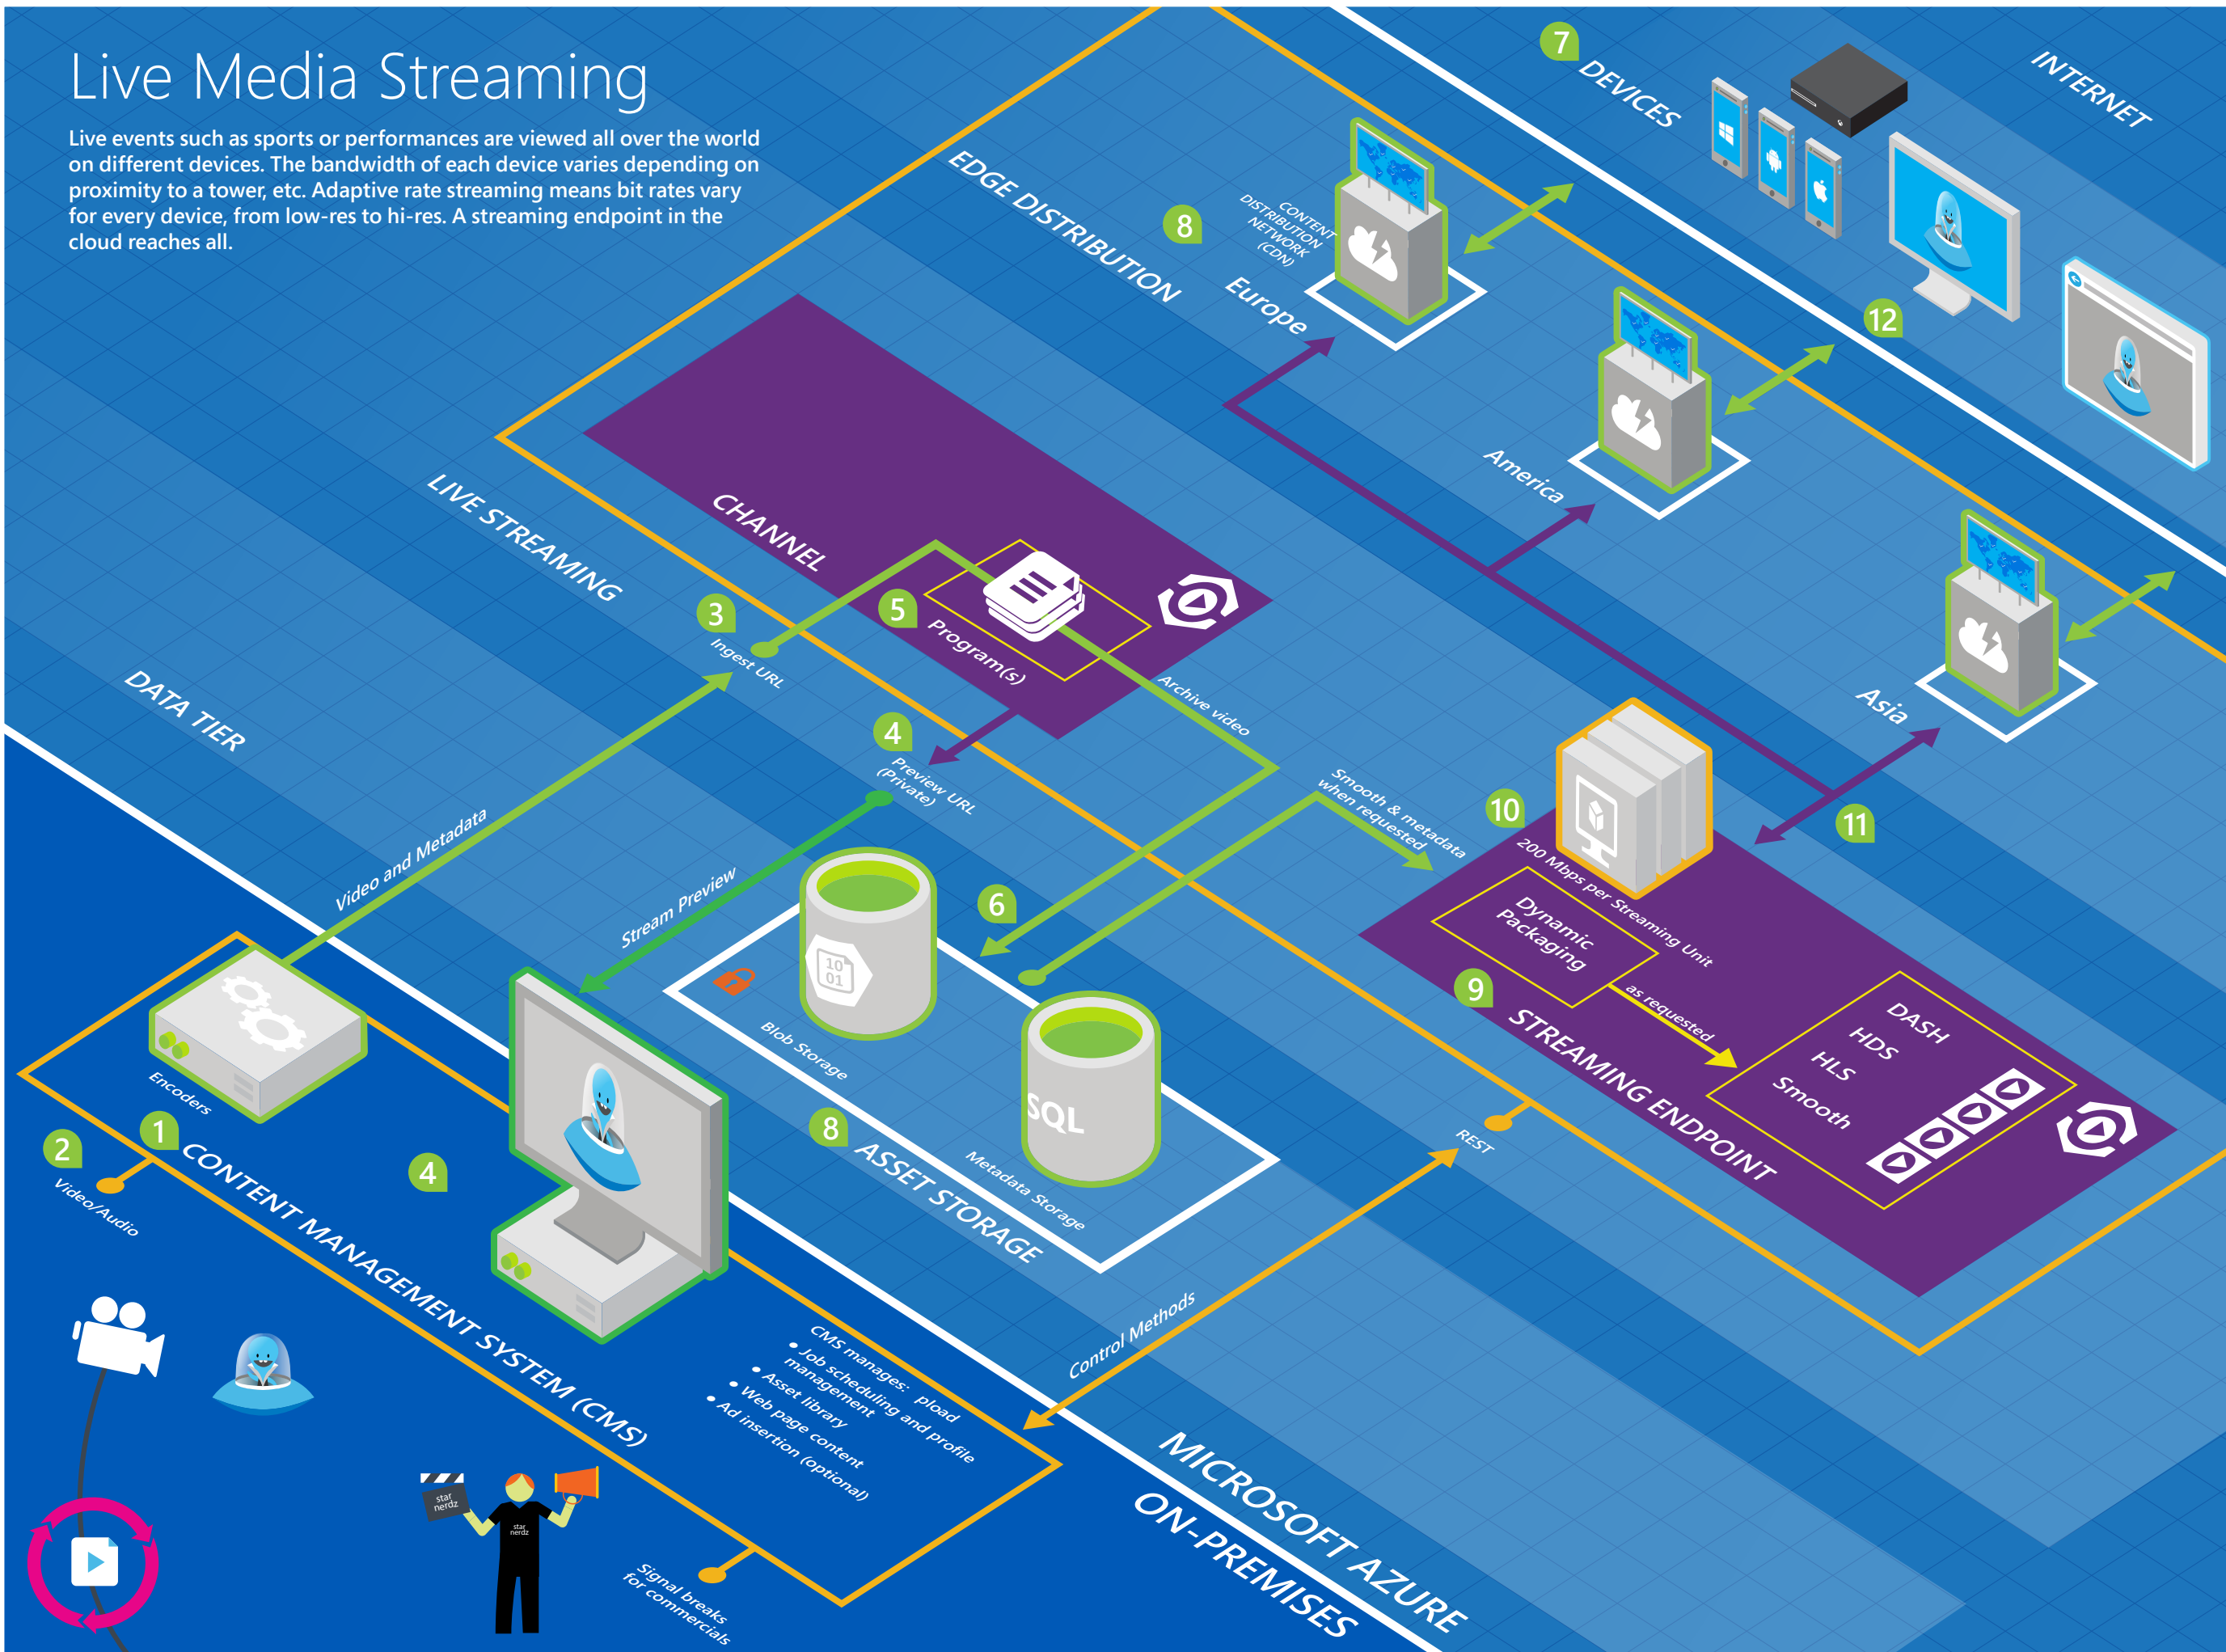 Live Media Streaming
Live events such as sports or performances are viewed all over the world
on different devices. The bandwidth of each device varies depending on
proximity to a tower, etc. Adaptive rate streaming means bit rates vary
for every device, from low-res to hi-res. A streaming endpoint in the
cloud reaches all.
7
DEVICES
INTERNET
EDGE DISTRIBUTION
8
CONTENT
DISTRIBUTION
NETWORK
(CDN)
Europe
12
America
Asia
LIVE STREAMING
CHANNEL
3
Ingest URL
5
Program(s)
Archive video
4
Preview URL
(Private)
DATA TIER
Video and Metadata
Stream Preview
6
Smooth & metadata
when requested
10
11
200 Mbps per Streaming Unit
Dynamic
Packaging
9
as requested
STREAMING ENDPOINT
DASH
HDS
HLS
Smooth
10
01
Blob Storage
SQL
8
ASSET STORAGE
Metadata Storage
REST
Control Methods
Encoders
1
2
Video/Audio
4
CONTENT MANAGEMENT SYSTEM (CMS)
CMS manages: pload
• Job scheduling and profile
management
• Asset library
• Web page content
• Ad insertion (optional)
star
nerdz
star
nerdz
Signal breaks
for commercials
MICROSOFT AZURE
ON-PREMISES